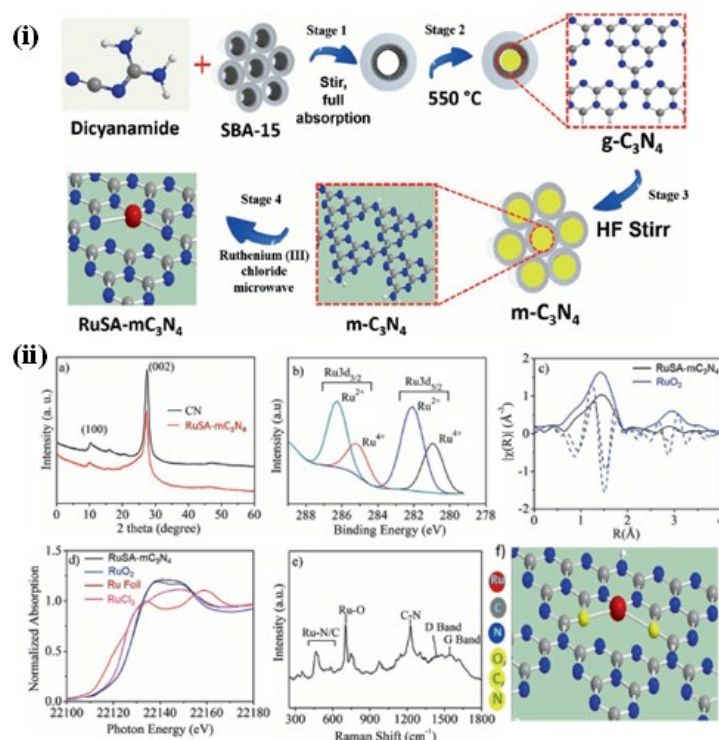 (i)
Stage 1
Stage 2
Stir,
full
absorption
550 °C
Dicyanamide
SBA-15
g-C3N4
Stage 3
HF Stirr
Stage 4
Ruthenium (III)
chloride
microwave
RuSA-mC3N4
m-C3N4
m-C3N4
(ii)
a)
(002)
(100)
CN
RuSA-mC3N4
Intensity (a. u.)
0 10 20 30 40 50 60
2 theta (degree)
b)
Ru3d3/2
Ru3d5/2
Ru2+
Ru2+
Ru4+
Ru4+
Intensity (a.u)
288 286 284 282 280 278
Binding Energy (eV)
c)
RuSA-mC3N4
RuO2
|χ(R)| (Å-3)
2
1
0
-1
-2
0 1 2 3 4
R(Å)
d)
RuSA-mC3N4
RuO2
Ru Foil
RuCl3
Normalized Absorption
1.0
0.5
0.0
22100 22120 22140 22160 22180
Photon Energy (eV)
e)
Ru-N/C
Ru-O
C-N
D Band
G Band
Intensity (a.u.)
300 600 900 1200 1500 1800
Raman Shift (cm-1)
f)
Ru
C
N
O,
C,
N